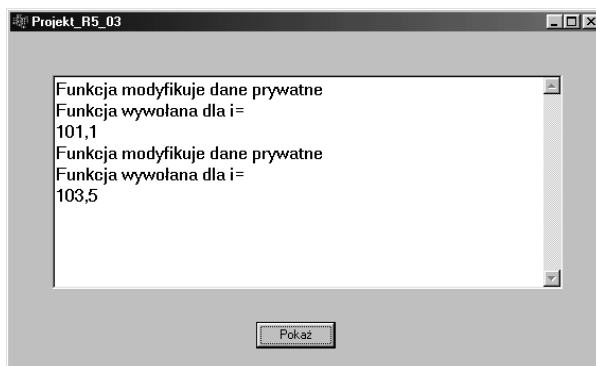 Projekt_R5_03
Funkcja modyfikuje dane prywatne
Funkcja wywołana dla i=
101,1
Funkcja modyfikuje dane prywatne
Funkcja wywołana dla i=
103,5
Pokaż